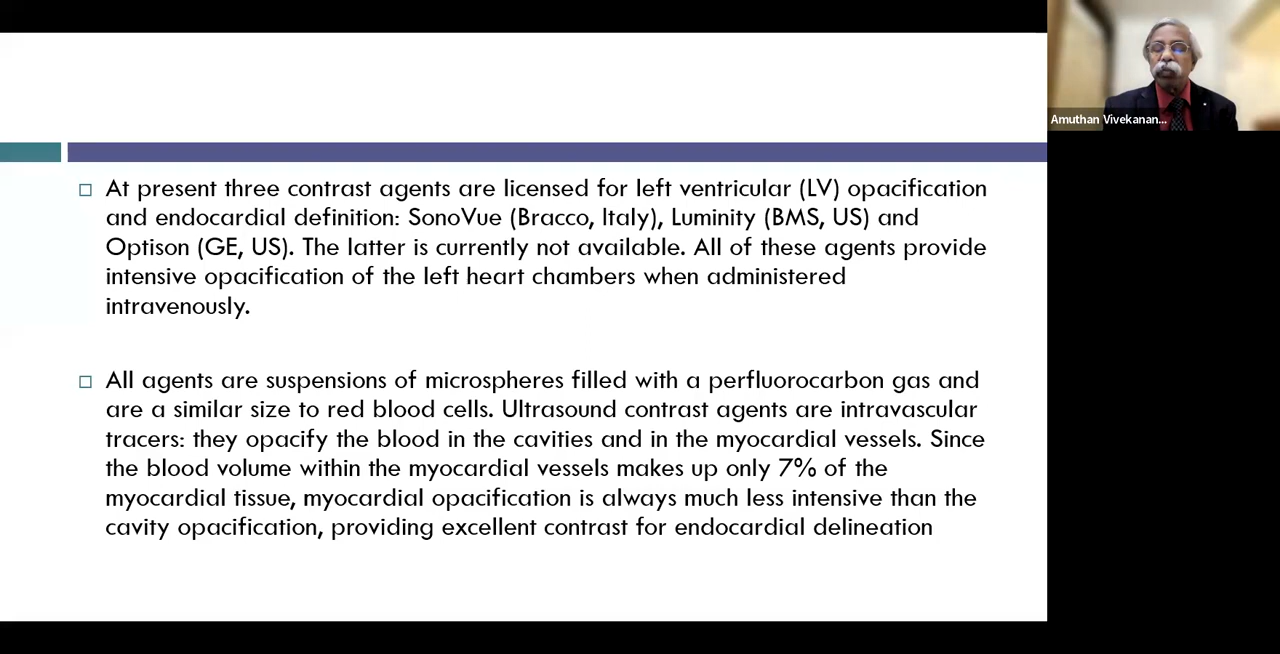 At present three contrast agents are licensed for left ventricular (LV) opacification
and endocardial definition: SonoVue (Bracco, Italy), Luminity (BMS, US) and
Optison (GE, US). The latter is currently not available. All of these agents provide
intensive opacification of the left heart chambers when administered
intravenously.
All agents are suspensions of microspheres filled with a perfluorocarbon gas and
are a similar size to red blood cells. Ultrasound contrast agents are intravascular
tracers: they opacify the blood in the cavities and in the myocardial vessels. Since
the blood volume within the myocardial vessels makes up only 7% of the
myocardial tissue, myocardial opacification is always much less intensive than the
cavity opacification, providing excellent contrast for endocardial delineation
Amuthan Vivekanan...